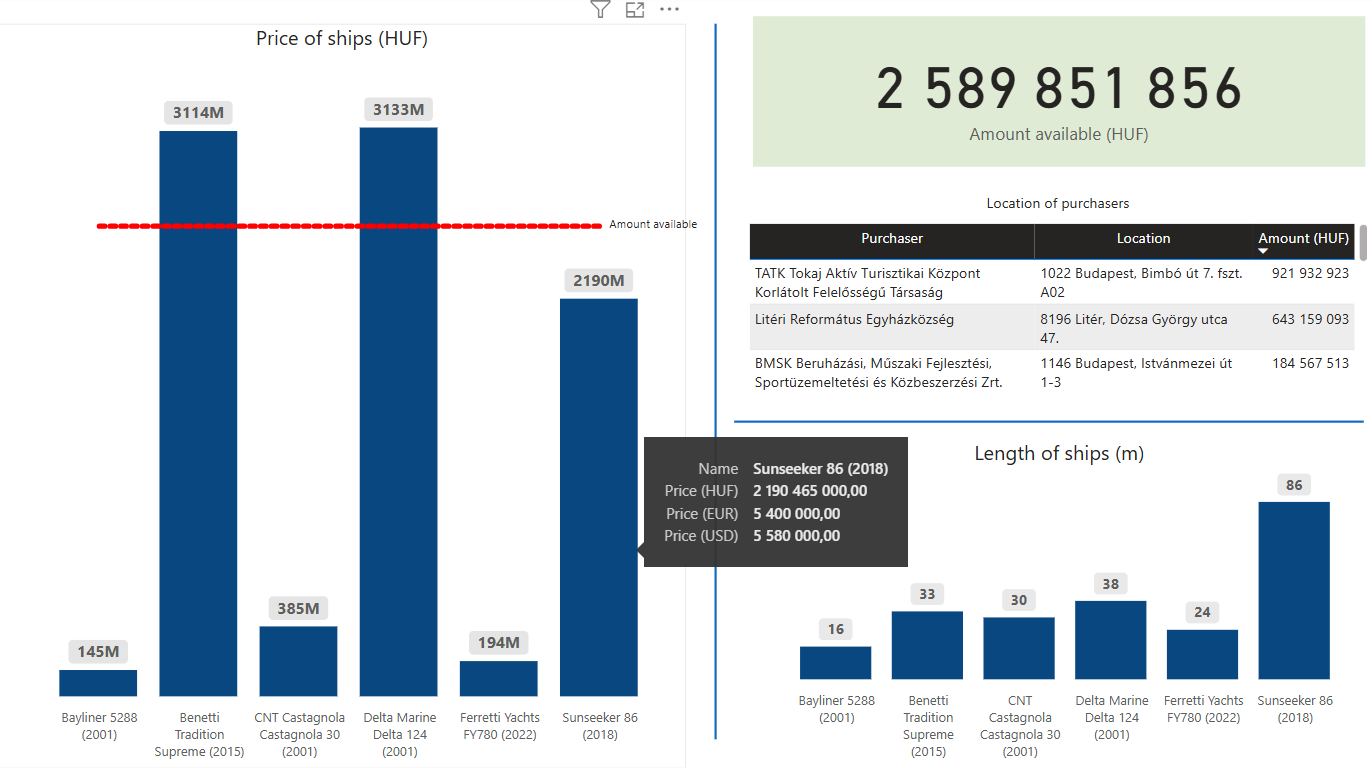 Price of ships (HUF)
3114M
3133M
Amount available
2190M
385M
145M
194M
Bayliner 5288
(2001)
Benetti
Tradition
Supreme (2015)
CNT Castagnola
Castagnola 30
(2001)
Delta Marine
Delta 124
(2001)
Ferretti Yachts
FY780 (2022)
Sunseeker 86
(2018)
Name Sunseeker 86 (2018)
Price (HUF) 2 190 465 000,00
Price (EUR) 5 400 000,00
Price (USD) 5 580 000,00
2 589 851 856
Amount available (HUF)
Location of purchasers
Purchaser Location Amount (HUF)
TATK Tokaj Aktív Turisztikai Központ 1022 Budapest, Bimbó út 7. fszt. 921 932 923
Korlátolt Felelősségű Társaság A02
Litéri Református Egyházközség 8196 Litér, Dózsa György utca 643 159 093
47.
BMSK Beruházási, Műszaki Fejlesztési, 1146 Budapest, Istvánmezei út 184 567 513
Sportüzemeltetési és Közbeszerzési Zrt. 1-3
Length of ships (m)
86
38
33
30
24
16
Bayliner 5288
(2001)
Benetti
Tradition
Supreme
(2015)
CNT
Castagnola
Castagnola 30
(2001)
Delta Marine
Delta 124
(2001)
Ferretti Yachts
FY780 (2022)
Sunseeker 86
(2018)